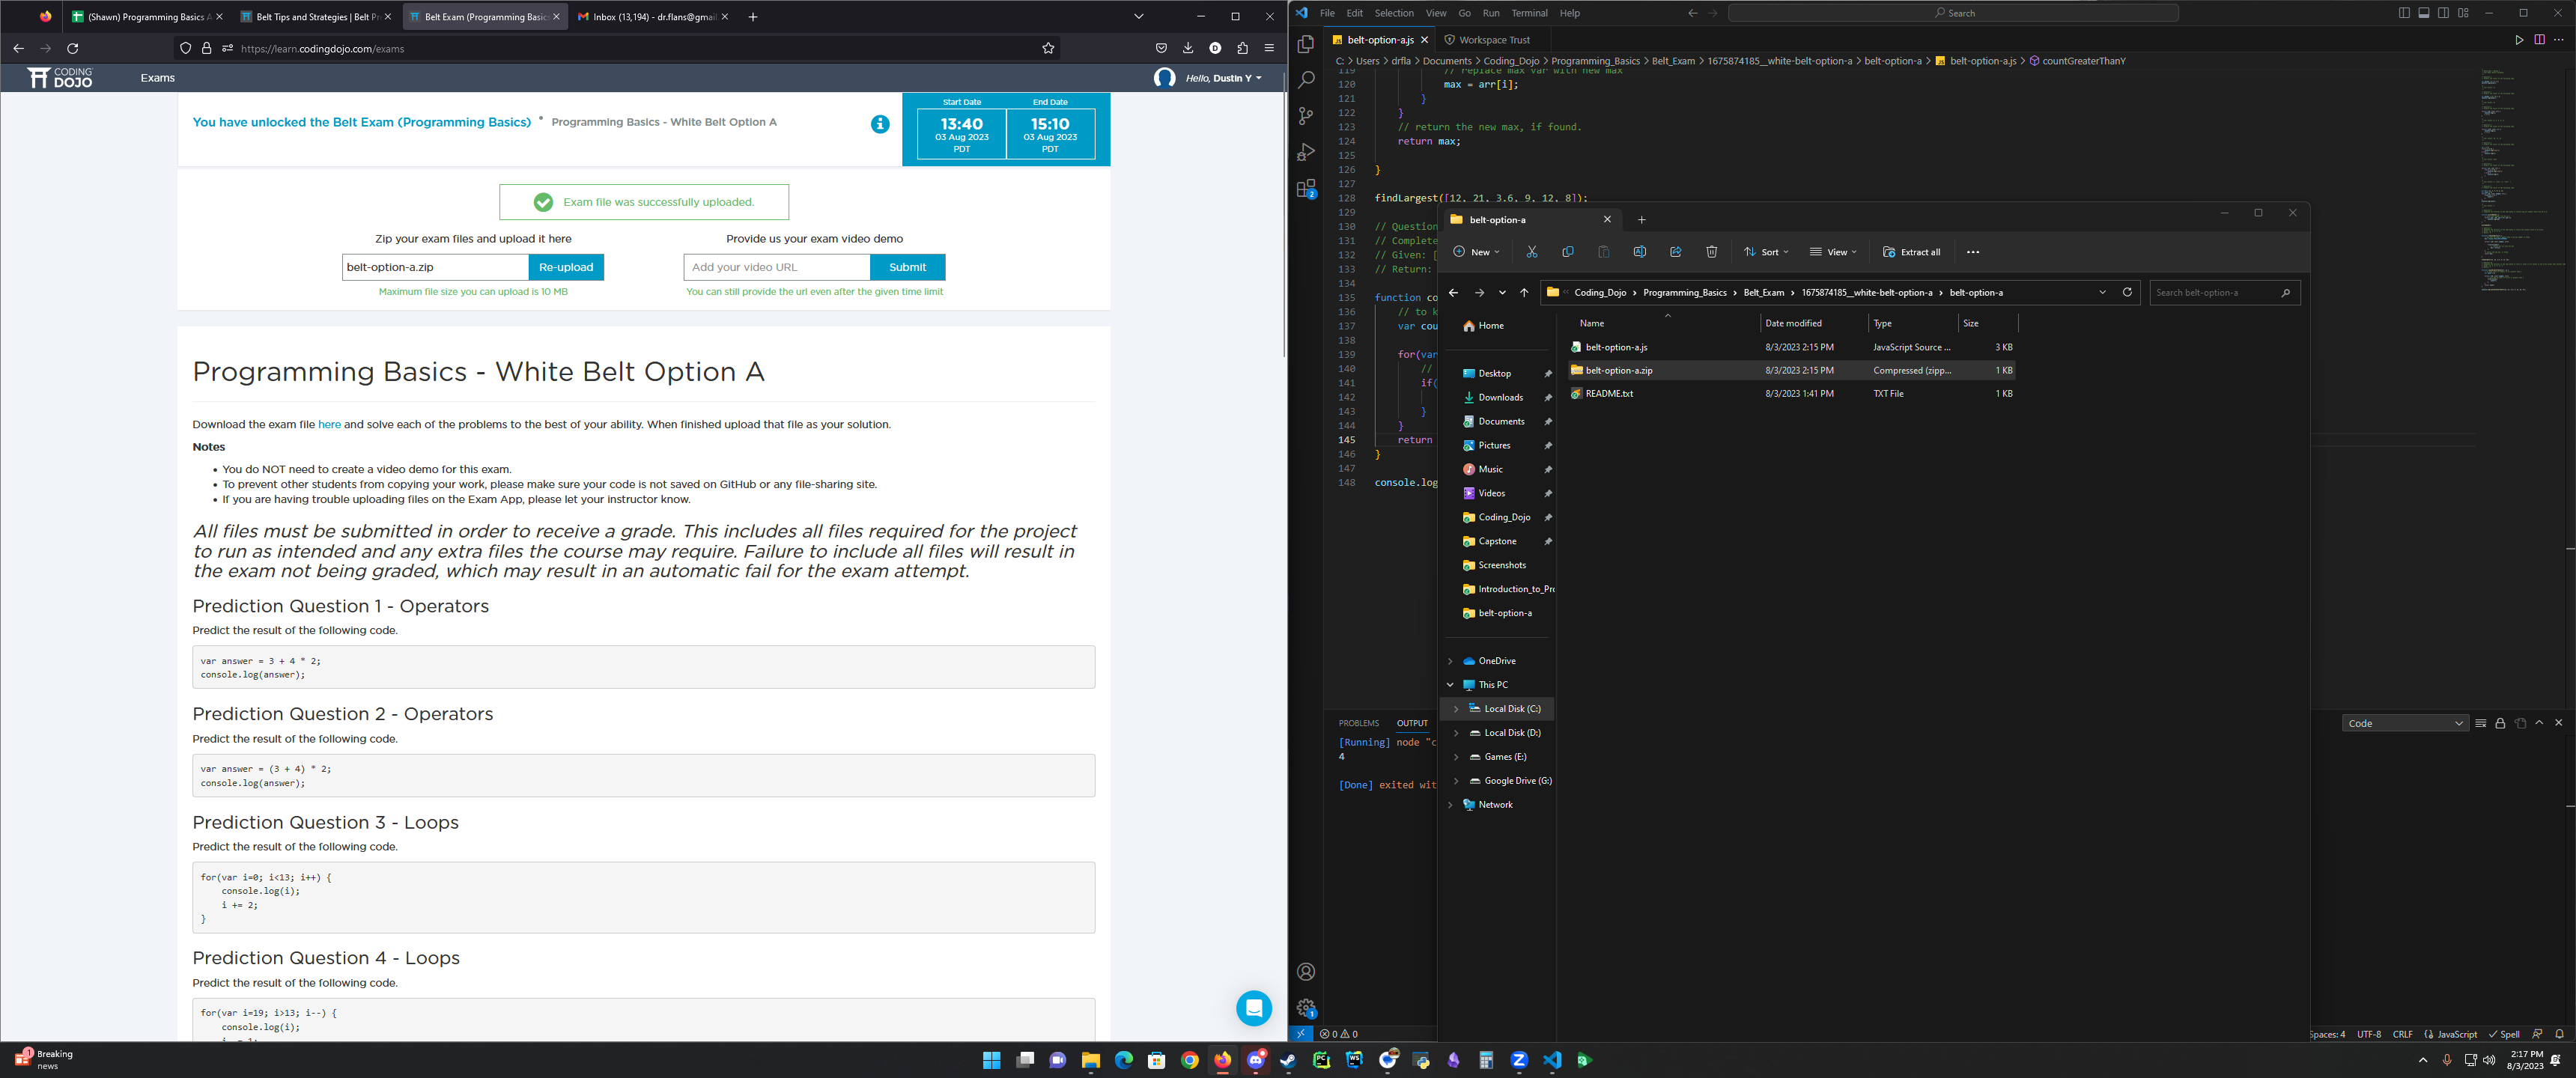 (Shawn) Programming Basics A
Belt Tips and Strategies | Belt Pr
Belt Exam (Programming Basics
Inbox (13,194) - dr.flans@gmail
https://learn.codingdojo.com/exams
CODING DOJO
Exams
Hello, Dustin Y
You have unlocked the Belt Exam (Programming Basics) • Programming Basics - White Belt Option A
Start Date
13:40
03 Aug 2023
PDT
End Date
15:10
03 Aug 2023
PDT
Exam file was successfully uploaded.
Zip your exam files and upload it here
belt-option-a.zip
Re-upload
Maximum file size you can upload is 10 MB
Provide us your exam video demo
Add your video URL
Submit
You can still provide the url even after the given time limit
Programming Basics - White Belt Option A
Download the exam file here and solve each of the problems to the best of your ability. When finished upload that file as your solution.
Notes
• You do NOT need to create a video demo for this exam.
• To prevent other students from copying your work, please make sure your code is not saved on GitHub or any file-sharing site.
• If you are having trouble uploading files on the Exam App, please let your instructor know.
All files must be submitted in order to receive a grade. This includes all files required for the project
to run as intended and any extra files the course may require. Failure to include all files will result in
the exam not being graded, which may result in an automatic fail for the exam attempt.
Prediction Question 1 - Operators
Predict the result of the following code.
var answer = 3 + 4 * 2;
console.log(answer);
Prediction Question 2 - Operators
Predict the result of the following code.
var answer = (3 + 4) * 2;
console.log(answer);
Prediction Question 3 - Loops
Predict the result of the following code.
for(var i=0; i<13; i++) {
console.log(i);
i += 2;
}
Prediction Question 4 - Loops
Predict the result of the following code.
for(var i=19; i>13; i--) {
console.log(i);
File Edit Selection View Go Run Terminal Help
Search
belt-option-a.js
Workspace Trust
C: > Users > drfla > Documents > Coding_Dojo > Programming_Basics > Belt_Exam > 1675874185__white-belt-option-a > belt-option-a > belt-option-a.js > countGreaterThanY
119 // replace max var with new max
120 max = arr[i];
121 }
122 }
123 // return the new max, if found.
124 return max;
125
126 }
127
128 findLargest([12, 21, 3.6, 9, 12, 8]);
129
130 // Question
131 // Complete
132 // Given: [
133 // Return:
134
135 function co
136 // to k
137 var cou
138
139 for(var
140 //
141 if(
142
143 }
144 }
145 return
146 }
147
148 console.log
PROBLEMS OUTPUT
Code
[Running] node "c
4
[Done] exited wit
belt-option-a
New
Sort
View
Extract all
Coding_Dojo > Programming_Basics > Belt_Exam > 1675874185__white-belt-option-a > belt-option-a
Search belt-option-a
Name Date modified Type Size
belt-option-a.js 8/3/2023 2:15 PM JavaScript Source ... 3 KB
belt-option-a.zip 8/3/2023 2:15 PM Compressed (zipp... 1 KB
README.txt 8/3/2023 1:41 PM TXT File 1 KB
Home
Desktop
Downloads
Documents
Pictures
Music
Videos
Coding_Dojo
Capstone
Screenshots
Introduction_to_Pro
belt-option-a
OneDrive
This PC
Local Disk (C:)
Local Disk (D:)
Games (E:)
Google Drive (G:)
Network
0 0
Spaces: 4 UTF-8 CRLF JavaScript Spell
Breaking
news
2:17 PM
8/3/2023